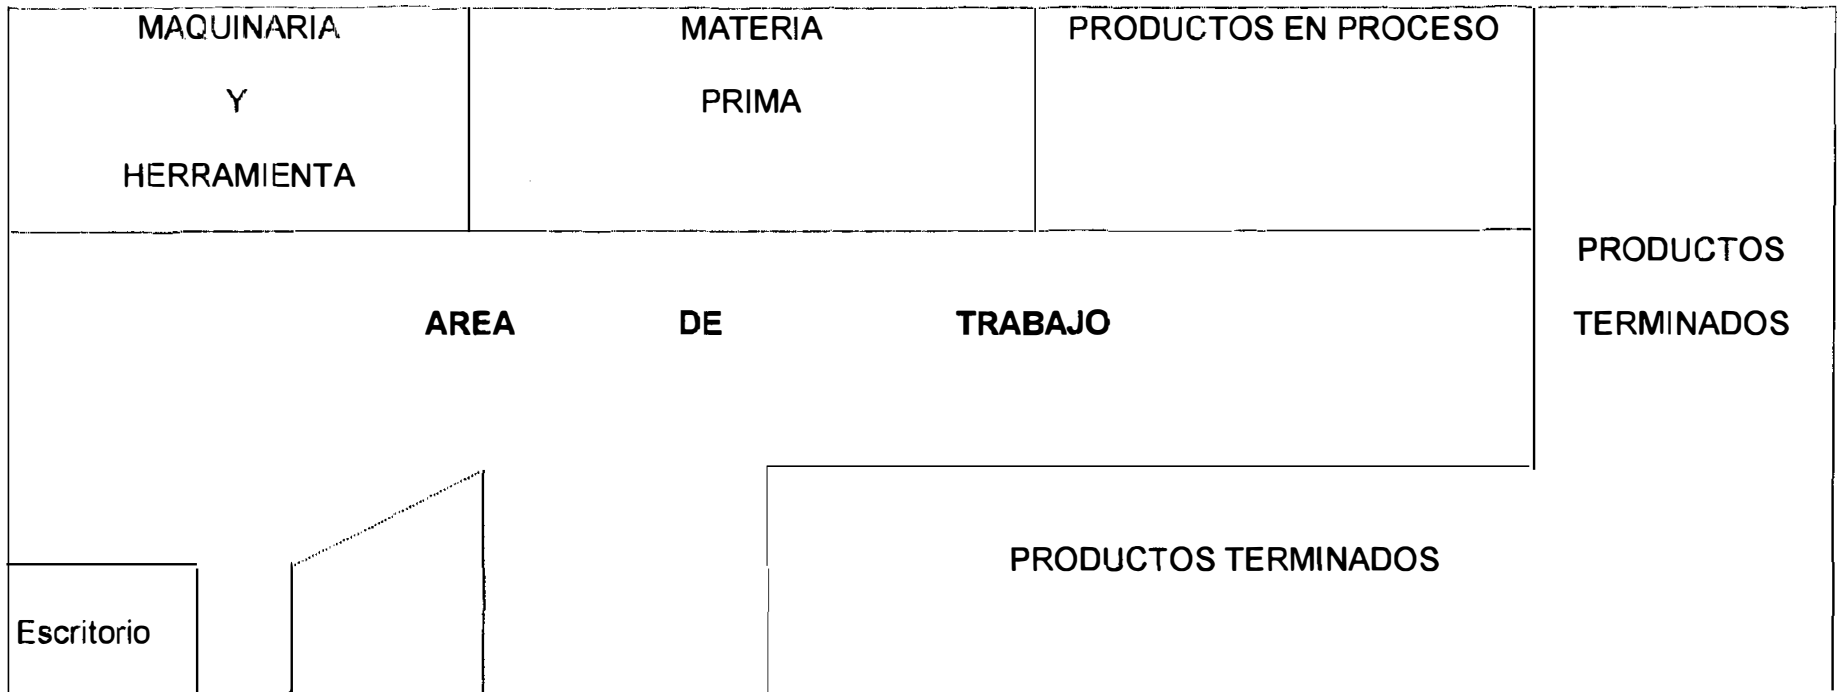 MAQUINARIA
Y
HERRAMIENTA
MATERIA
PRIMA
PRODUCTOS EN PROCESO
PRODUCTOS
TERMINADOS
AREA DE TRABAJO
PRODUCTOS TERMINADOS
Escritorio